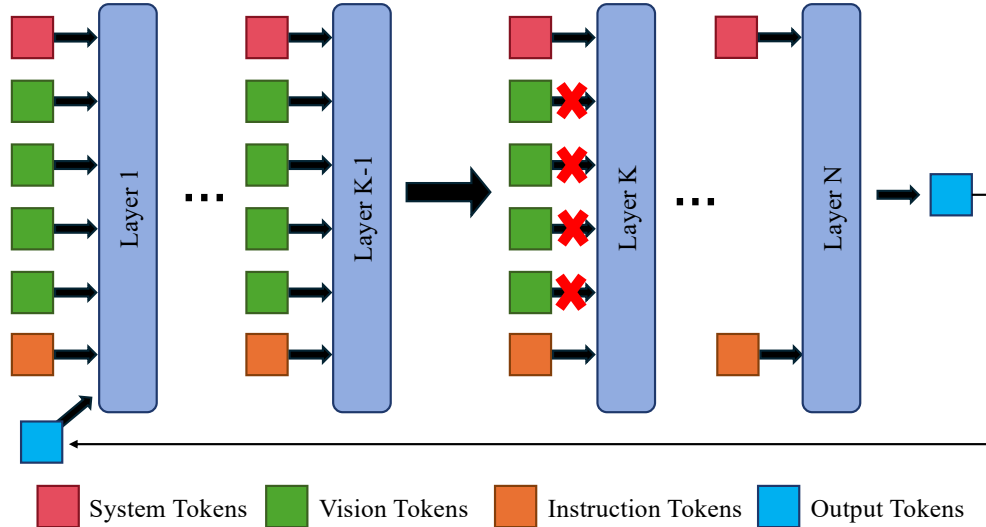 Layer 1
...
Layer K-1
Layer K
...
Layer N
System Tokens
Vision Tokens
Instruction Tokens
Output Tokens